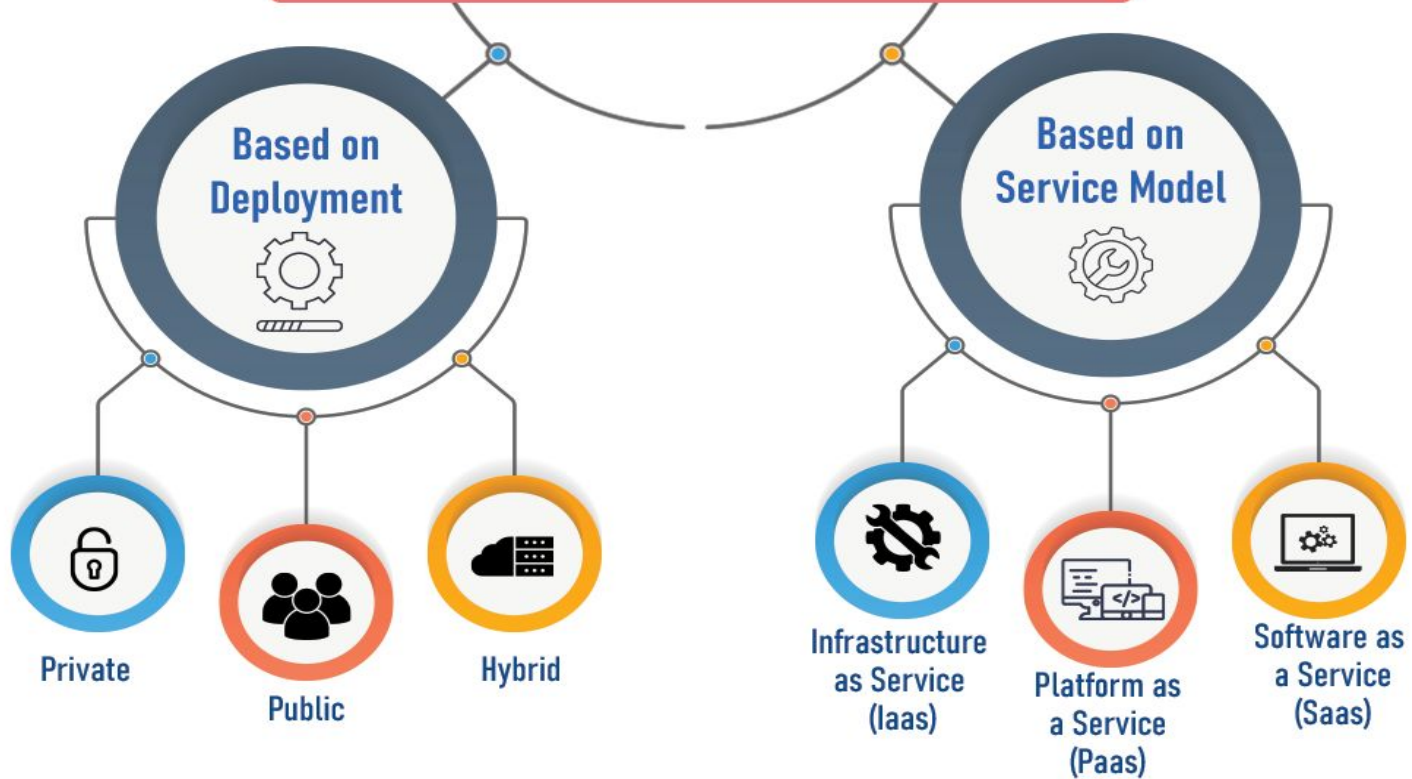 Based on
Deployment
Based on
Service Model
</>
Private
Public
Hybrid
Infrastructure
as Service
(Iaas)
Platform as
a Service
(Paas)
Software as
a Service
(Saas)